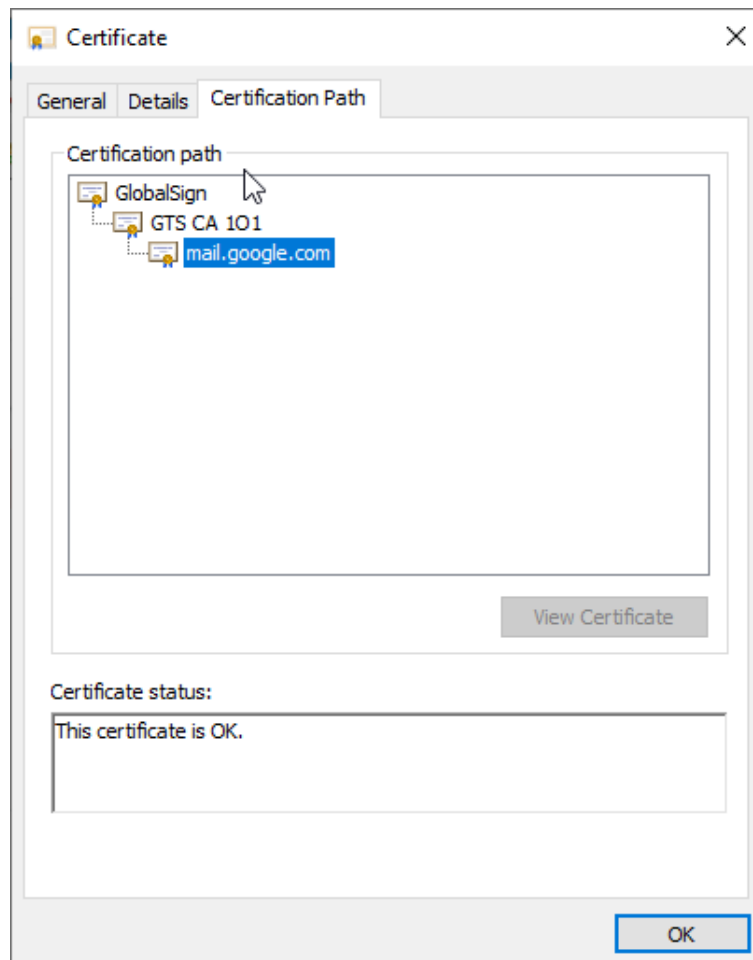 Certificate
General Details Certification Path
Certification path
GlobalSign
GTS CA 1O1
mail.google.com
View Certificate
Certificate status:
This certificate is OK.
OK